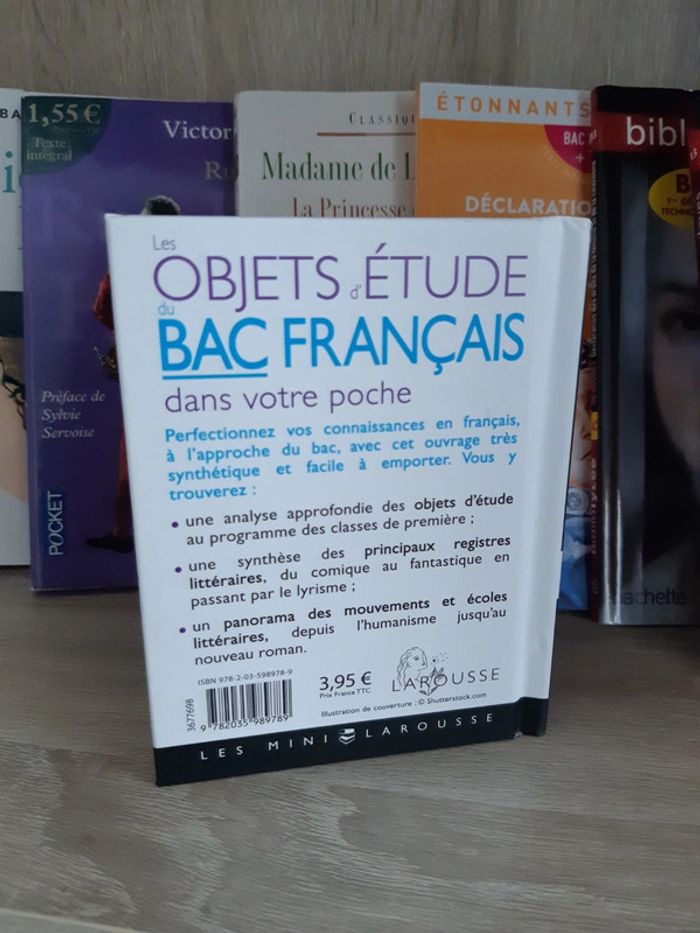 1,55 €
Texte
intégral
Victor
Préface de
Sylvie
Servoise
POCKET
Madame de L
La Princesse
ÉTONNANTS
BAC
DÉCLARATION
bibl
hachette
Les
OBJETS d'ÉTUDE
du
BAC FRANÇAIS
dans votre poche
Perfectionnez vos connaissances en français,
à l'approche du bac, avec cet ouvrage très
synthétique et facile à emporter. Vous y
trouverez :
• une analyse approfondie des objets d'étude
au programme des classes de première ;
• une synthèse des principaux registres
littéraires, du comique au fantastique en
passant par le lyrisme ;
• un panorama des mouvements et écoles
littéraires, depuis l'humanisme jusqu'au
nouveau roman.
ISBN 978-2-03-598978-9
3677698
9 782035 989789
3,95 €
Prix France TTC
LAROUSSE
Illustration de couverture : © Shutterstock.com
LES MINI LAROUSSE